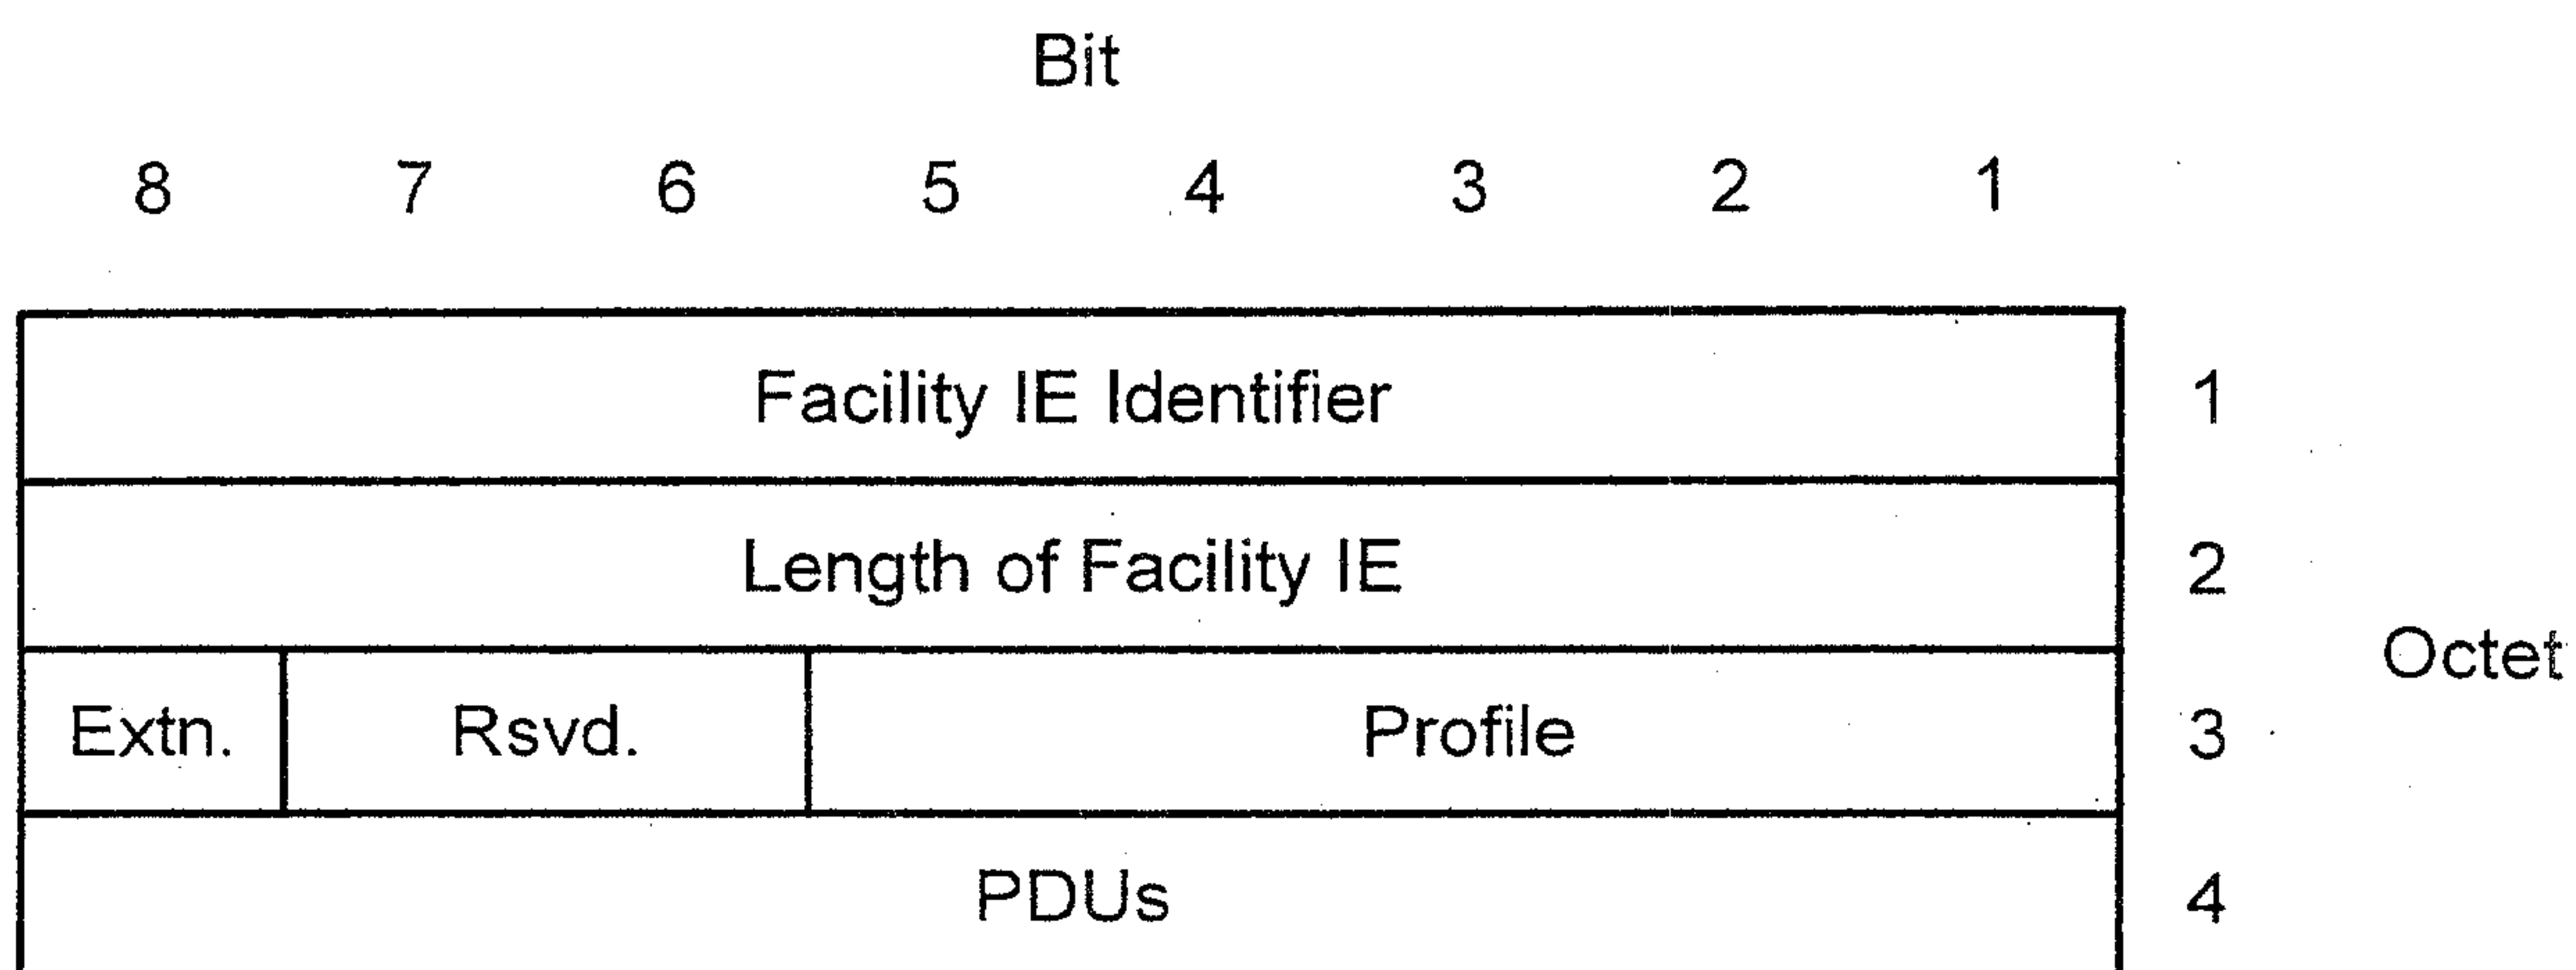 Bit
8 7 6 5 4 3 2 1
Facility IE Identifier 1
Length of Facility IE 2
Octet
Extn. Rsvd. Profile 3
PDUs 4